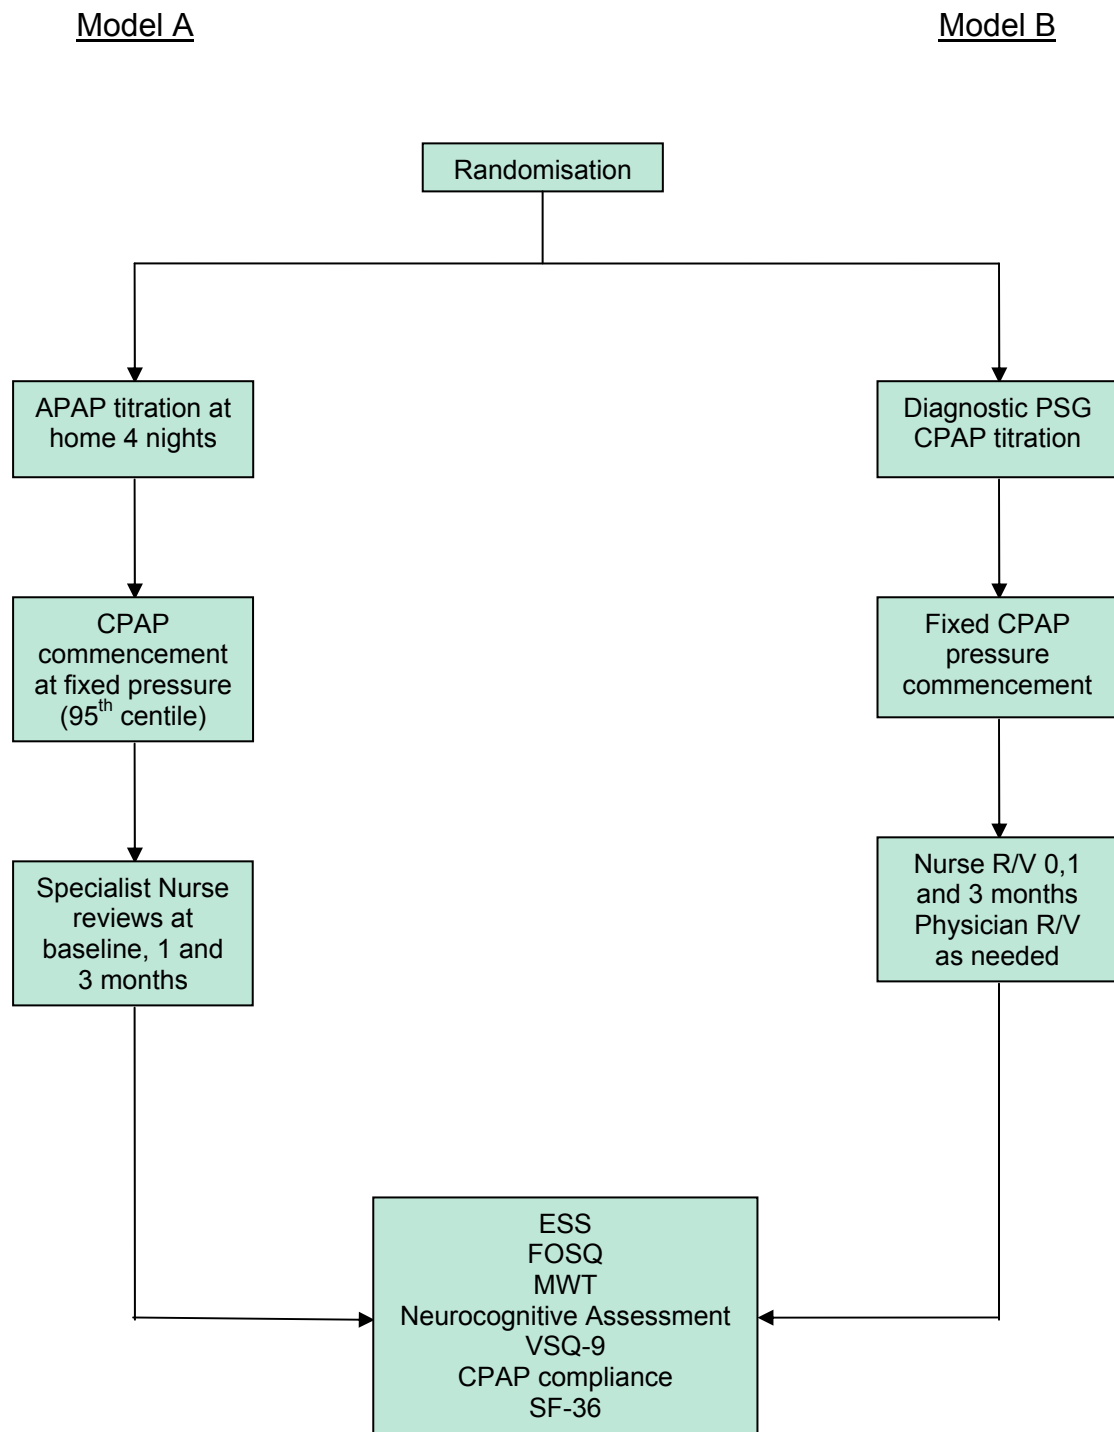 Model A
Model B
Randomisation
APAP titration at
home 4 nights
Diagnostic PSG
CPAP titration
CPAP
commencement
at fixed pressure
(95th centile)
Fixed CPAP
pressure
commencement
Specialist Nurse
reviews at
baseline, 1 and
3 months
Nurse R/V 0,1
and 3 months
Physician R/V
as needed
ESS
FOSQ
MWT
Neurocognitive Assessment
VSQ-9
CPAP compliance
SF-36